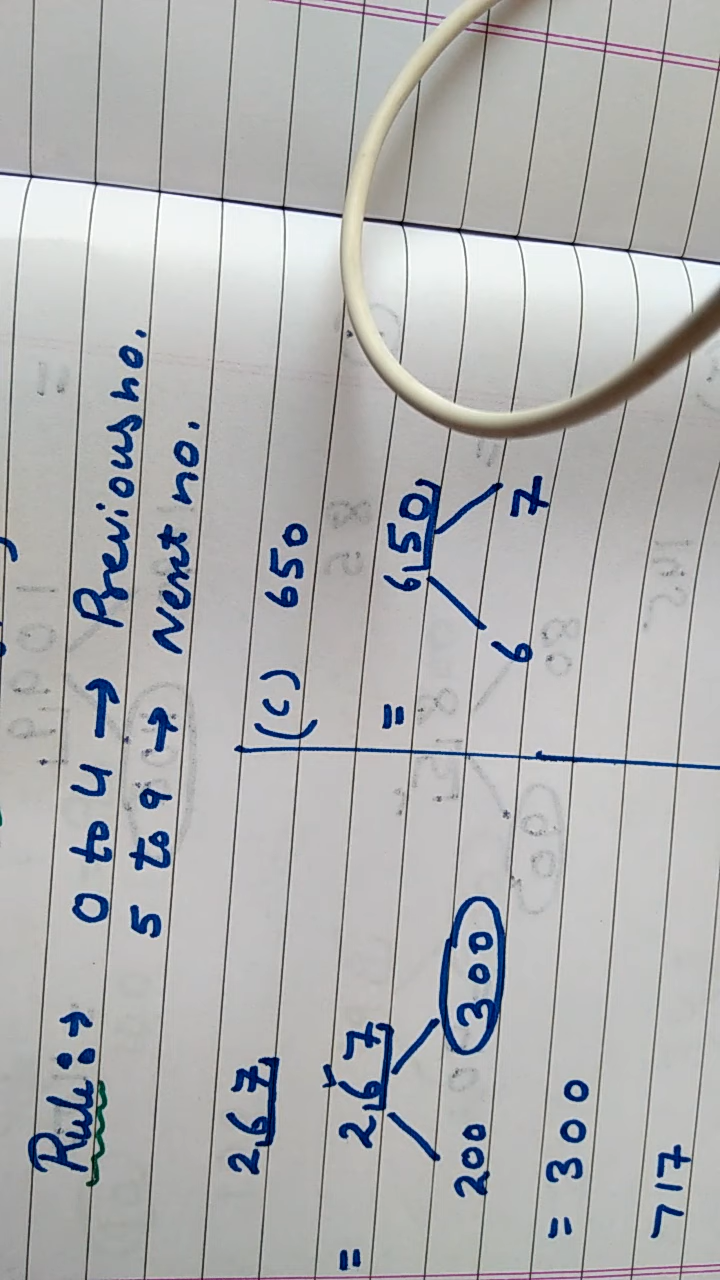 Rule:→ 0 to 4 → Previous no.
5 to 9 → Next no.
267
= 267
200 300
= 300
717
(c) 650
= 650
6 7